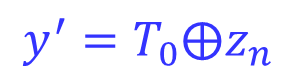 y′ = T₀⊕zₙ